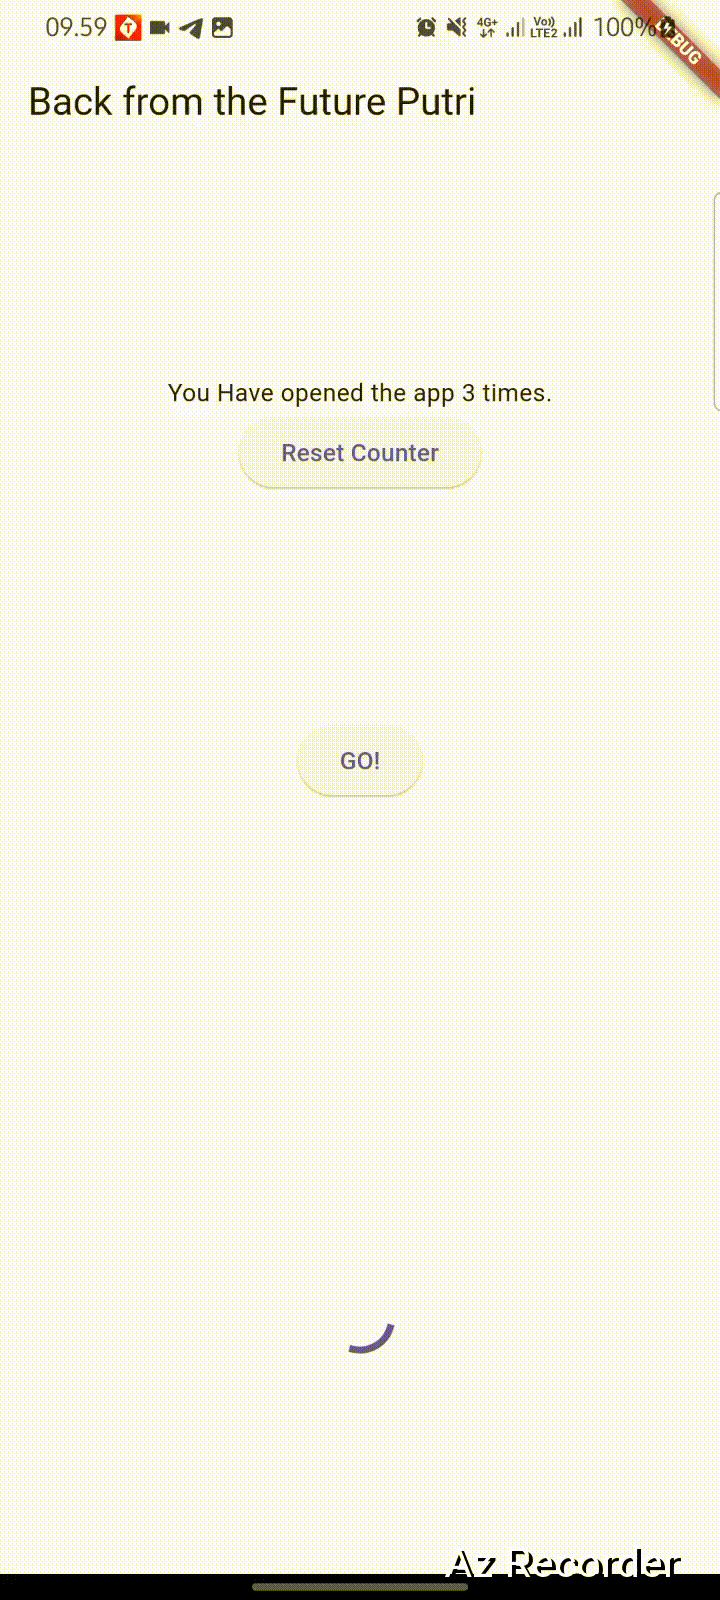 09.59 4G+ Vo)) LTE2 100%
Back from the Future Putri
You Have opened the app 3 times.
Reset Counter
GO!
Az Recorder